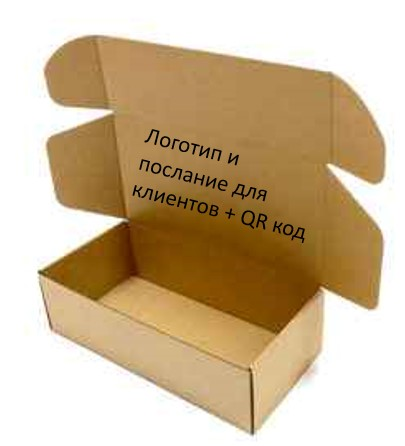 Логотип и
послание для
клиентов + QR код